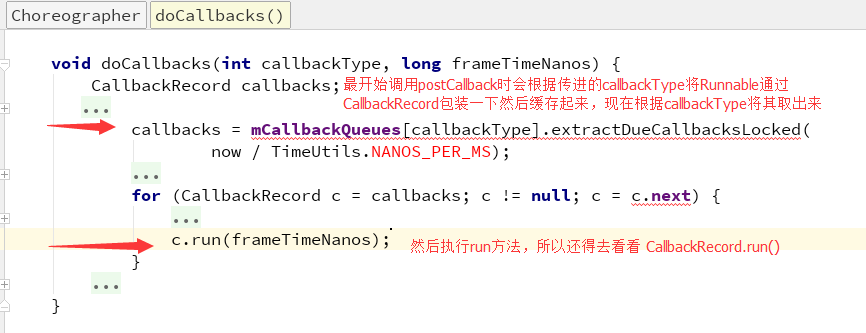 Choreographer doCallbacks()
void doCallbacks(int callbackType, long frameTimeNanos) {
CallbackRecord callbacks; 最开始调用postCallback时会根据传进的callbackType将Runnable通过
... CallbackRecord包装一下然后缓存起来，现在根据callbackType将其取出来
callbacks = mCallbackQueues[callbackType].extractDueCallbacksLocked(
now / TimeUtils.NANOS_PER_MS);
...
for (CallbackRecord c = callbacks; c != null; c = c.next) {
...
c.run(frameTimeNanos); 然后执行run方法，所以还得去看看 CallbackRecord.run()
}
...
}